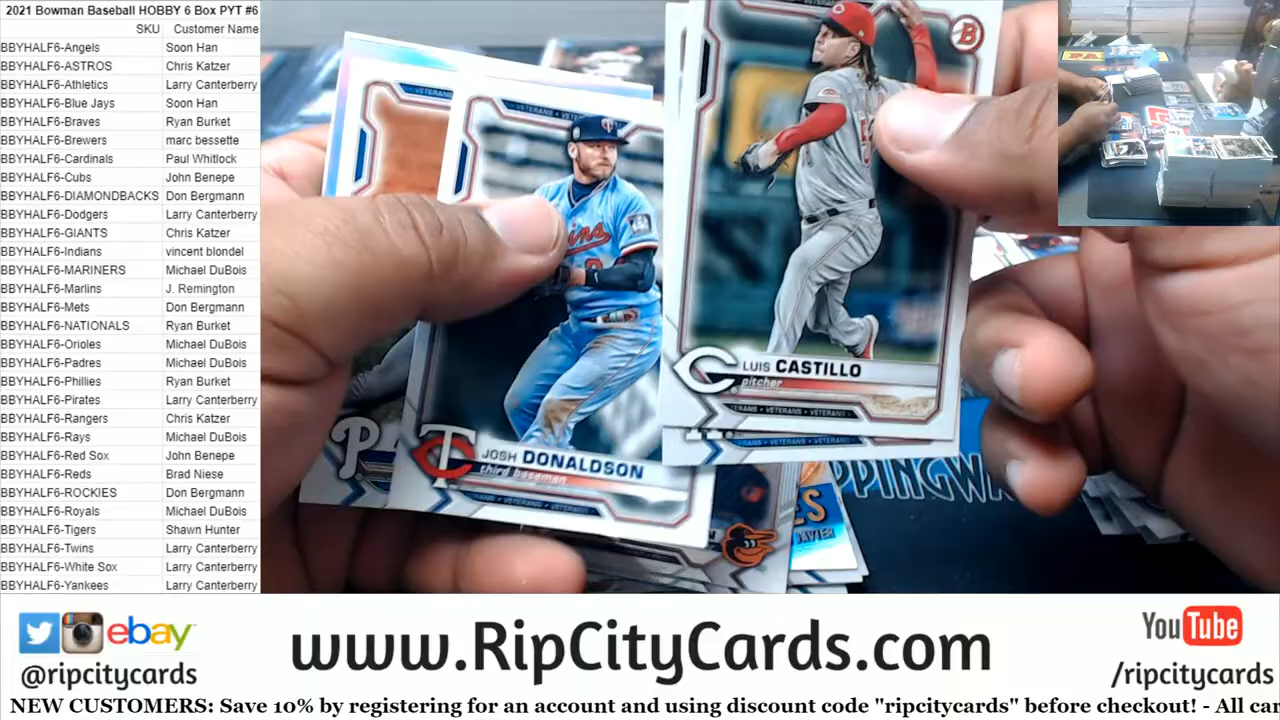 2021 Bowman Baseball HOBBY 6 Box PYT #6
SKU Customer Name
BBYHALF6-Angels Soon Han
BBYHALF6-ASTROS Chris Katzer
BBYHALF6-Athletics Larry Canterberry
BBYHALF6-Blue Jays Soon Han
BBYHALF6-Braves Ryan Burket
BBYHALF6-Brewers marc bessette
BBYHALF6-Cardinals Paul Whitlock
BBYHALF6-Cubs John Benepe
BBYHALF6-DIAMONDBACKS Don Bergmann
BBYHALF6-Dodgers Larry Canterberry
BBYHALF6-GIANTS Chris Katzer
BBYHALF6-Indians vincent blondel
BBYHALF6-MARINERS Michael DuBois
BBYHALF6-Marlins J. Remington
BBYHALF6-Mets Don Bergmann
BBYHALF6-NATIONALS Ryan Burket
BBYHALF6-Orioles Michael DuBois
BBYHALF6-Padres Michael DuBois
BBYHALF6-Phillies Ryan Burket
BBYHALF6-Pirates Larry Canterberry
BBYHALF6-Rangers Chris Katzer
BBYHALF6-Rays Michael DuBois
BBYHALF6-Red Sox John Benepe
BBYHALF6-Reds Brad Niese
BBYHALF6-ROCKIES Don Bergmann
BBYHALF6-Royals Michael DuBois
BBYHALF6-Tigers Shawn Hunter
BBYHALF6-Twins Larry Canterberry
BBYHALF6-White Sox Larry Canterberry
BBYHALF6-Yankees Larry Canterberry
B
LUIS CASTILLO
pitcher
VETERANS • VETERANS • VETERANS
JOSH DONALDSON
third baseman
PPINGW
JAVIER
ebay
@ripcitycards
www.RipCityCards.com
YouTube
/ripcitycards
NEW CUSTOMERS: Save 10% by registering for an account and using discount code "ripcitycards" before checkout! - All car